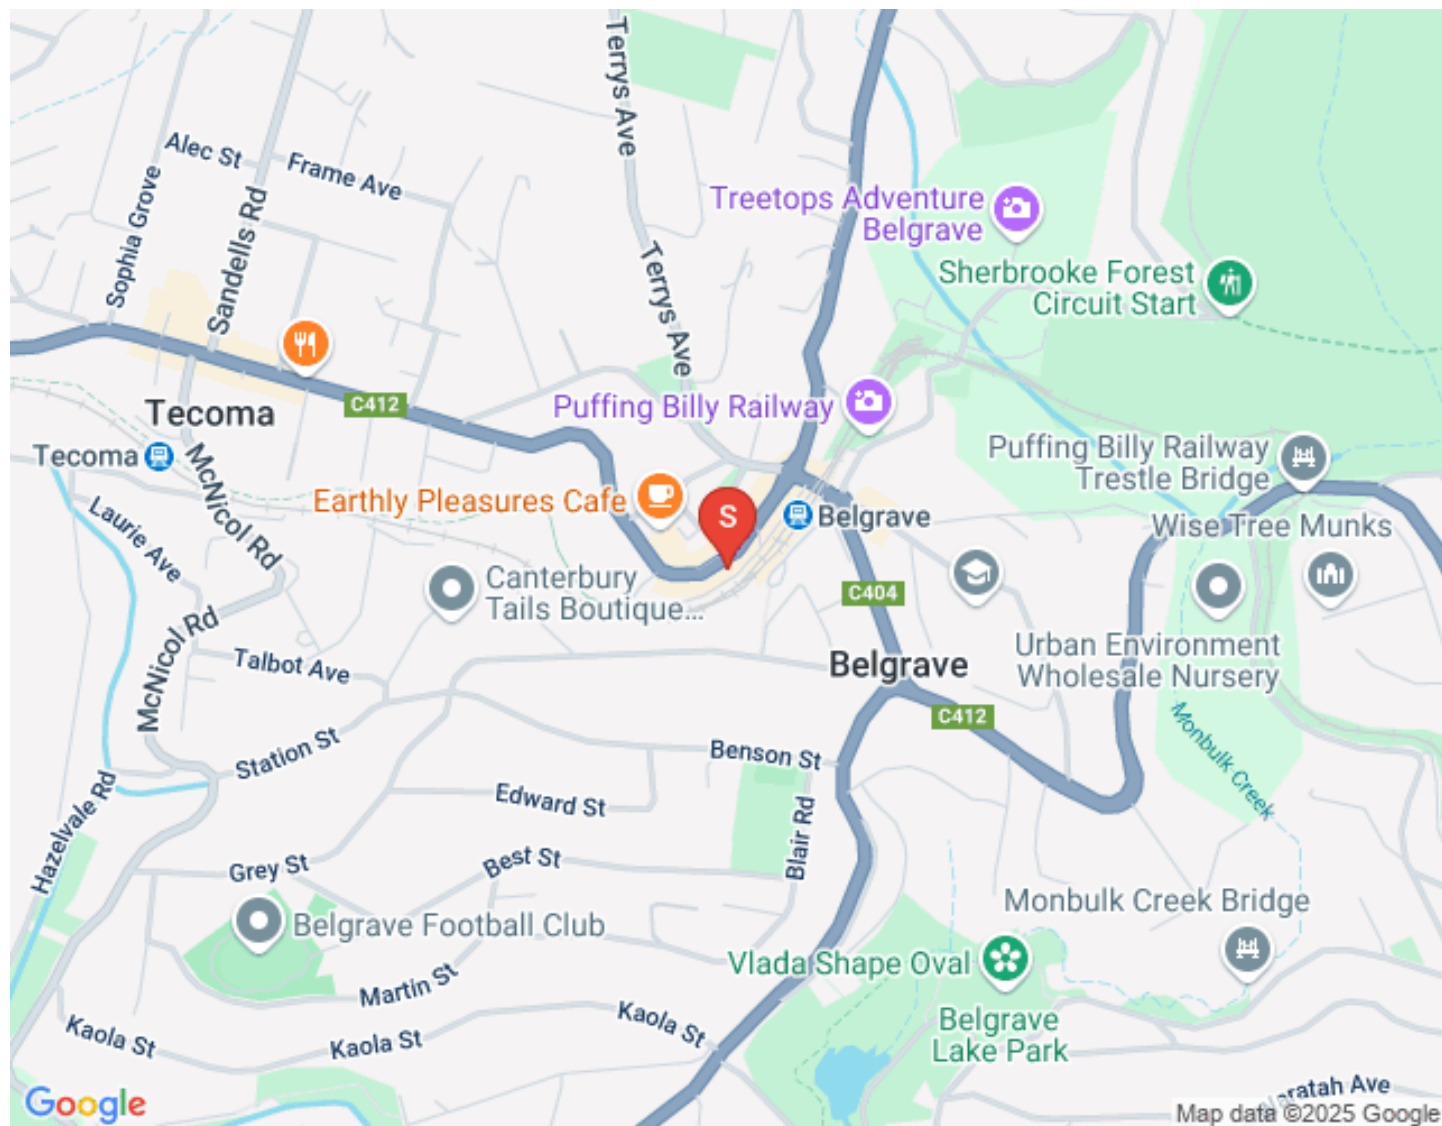 Terrys Ave
Alec St
Frame Ave
Sophia Grove
Sandells Rd
Terrys Ave
Treetops Adventure
Belgrave
Sherbrooke Forest
Circuit Start
C412
Tecoma
Puffing Billy Railway
Tecoma
McNicol Rd
Puffing Billy Railway
Trestle Bridge
Earthly Pleasures Cafe
S
Belgrave
Wise Tree Munks
Laurie Ave
Canterbury
Tails Boutique...
C404
McNicol Rd
Talbot Ave
Belgrave
Urban Environment
Wholesale Nursery
C412
Monbulk Creek
Station St
Benson St
Edward St
Blair Rd
Hazelvale Rd
Grey St
Best St
Belgrave Football Club
Monbulk Creek Bridge
Vlada Shape Oval
Martin St
Kaola St
Kaola St
Kaola St
Belgrave
Lake Park
Google
Map data ©2025 Google